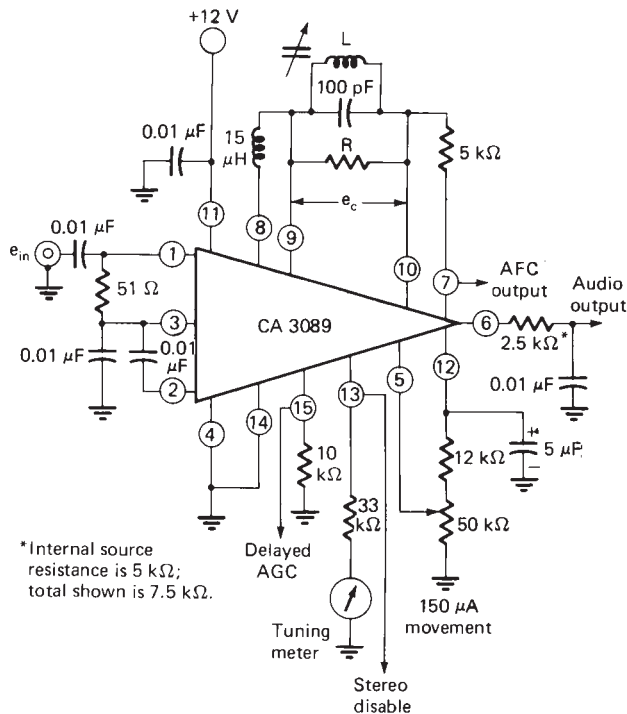 +12 V
L
100 pF
0.01 µF
15
µH
R
5 kΩ
e_c
11
8
9
10
0.01 µF
e_in
1
7
AFC
output
Audio
output
51 Ω
3
CA 3089
6
2.5 kΩ*
0.01 µF
0.01
µF
2
5
12
0.01 µF
4
14
15
13
10
kΩ
12 kΩ
+
5 µF
–
33
kΩ
50 kΩ
*Internal source
resistance is 5 kΩ;
total shown is 7.5 kΩ.
Delayed
AGC
150 µA
movement
Tuning
meter
Stereo
disable